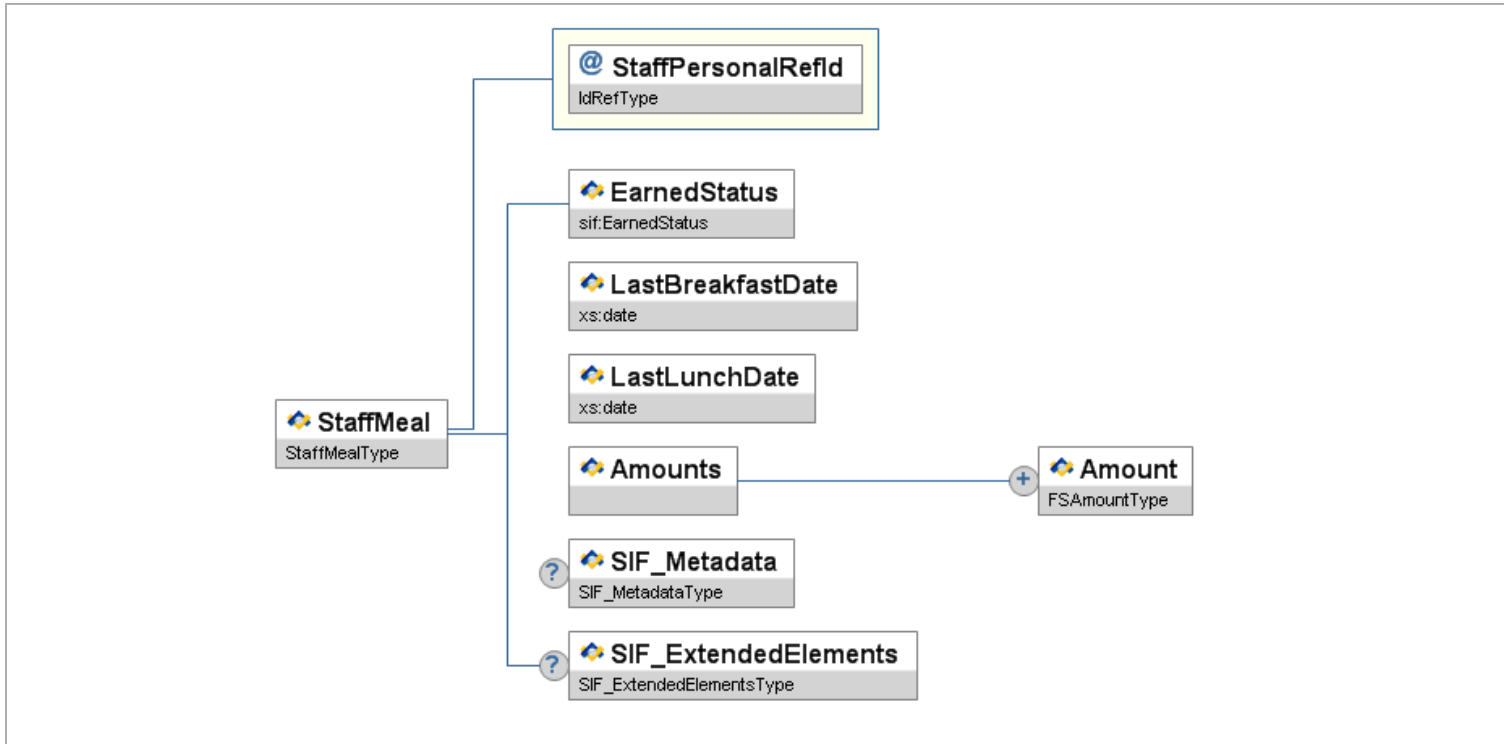 @ StaffPersonalRefId
IdRefType
EarnedStatus
sif:EarnedStatus
LastBreakfastDate
xs:date
LastLunchDate
xs:date
StaffMeal
StaffMealType
Amounts
+
Amount
FSAmountType
?
SIF_Metadata
SIF_MetadataType
?
SIF_ExtendedElements
SIF_ExtendedElementsType